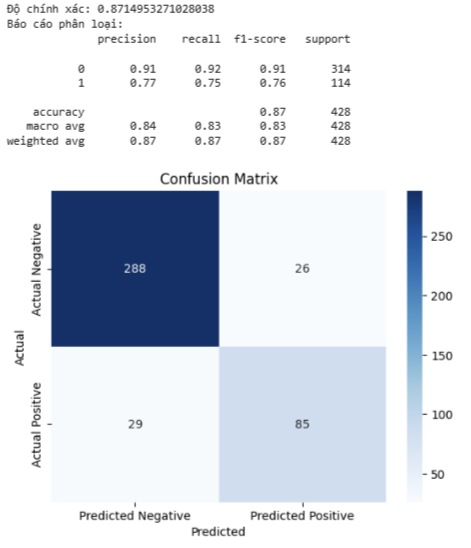 Độ chính xác: 0.8714953271028038
Báo cáo phân loại:
precision recall f1-score support
0 0.91 0.92 0.91 314
1 0.77 0.75 0.76 114
accuracy 0.87 428
macro avg 0.84 0.83 0.83 428
weighted avg 0.87 0.87 0.87 428
Confusion Matrix
Actual
Actual Negative
288 26
Actual Positive
29 85
Predicted Negative Predicted Positive
Predicted
250
200
150
100
50